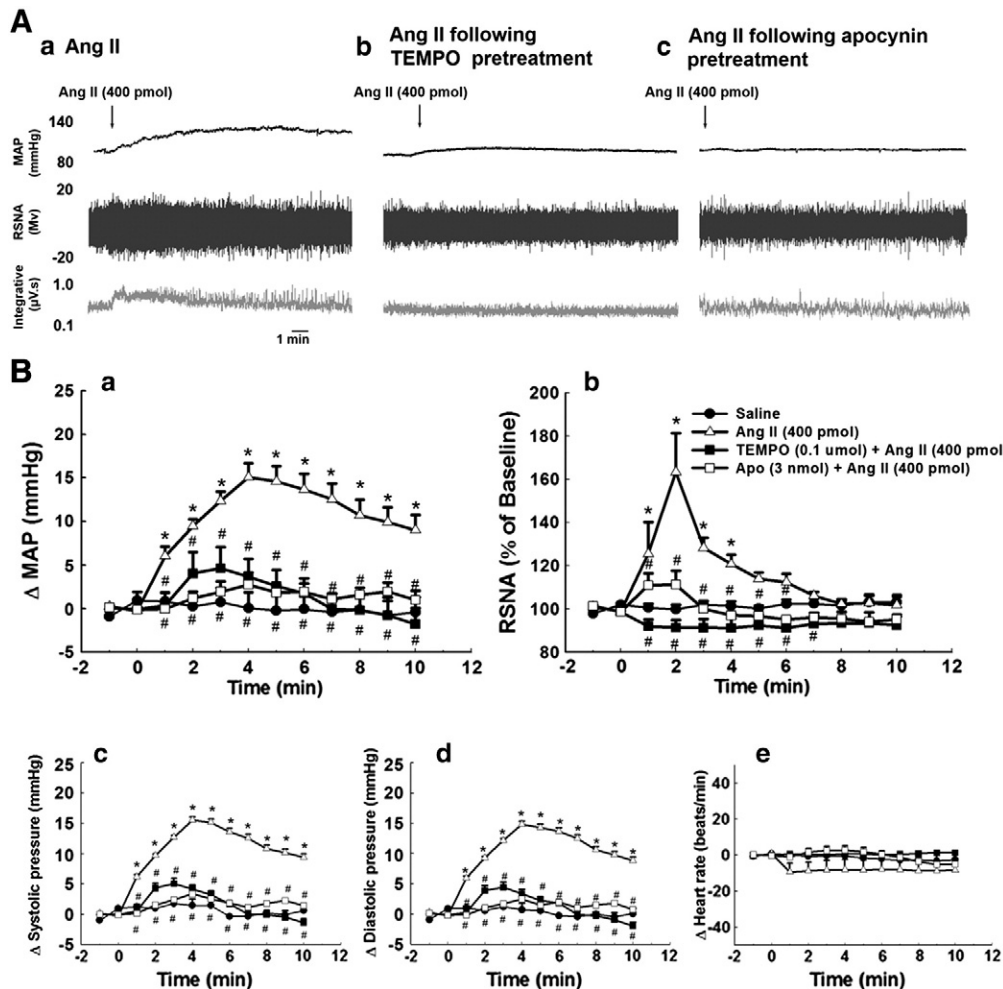 A
a Ang II
b Ang II following
TEMPO pretreatment
c Ang II following apocynin
pretreatment
Ang II (400 pmol)
Ang II (400 pmol)
Ang II (400 pmol)
MAP
(mmHg)
140
80
RSNA
(Mv)
20
-20
Integrative
(µV.s)
1.0
0.1
1 min
B
a
Δ MAP (mmHg)
25
20
15
10
5
0
-5
* * * * * * * * * *
# # # # # # # # # #
# # # # # # # # # #
-2 0 2 4 6 8 10 12
Time (min)
b
RSNA (% of Baseline)
200
180
160
140
120
100
80
Saline
Ang II (400 pmol)
TEMPO (0.1 umol) + Ang II (400 pmol
Apo (3 nmol) + Ang II (400 pmol)
* * * *
# # # # # #
# # # # # # #
-2 0 2 4 6 8 10 12
Time (min)
c
Δ Systolic pressure (mmHg)
25
20
15
10
5
0
-5
* * * * * * * * * *
# # # # # # # # #
# # # # # # # # # #
-2 0 2 4 6 8 10 12
Time (min)
d
Δ Diastolic pressure (mmHg)
25
20
15
10
5
0
-5
* * * * * * * * * *
# # # # # # # # # #
# # # # # # # # # #
-2 0 2 4 6 8 10 12
Time (min)
e
Δ Heart rate (beats/min)
40
20
0
-20
-40
-2 0 2 4 6 8 10 12
Time (min)